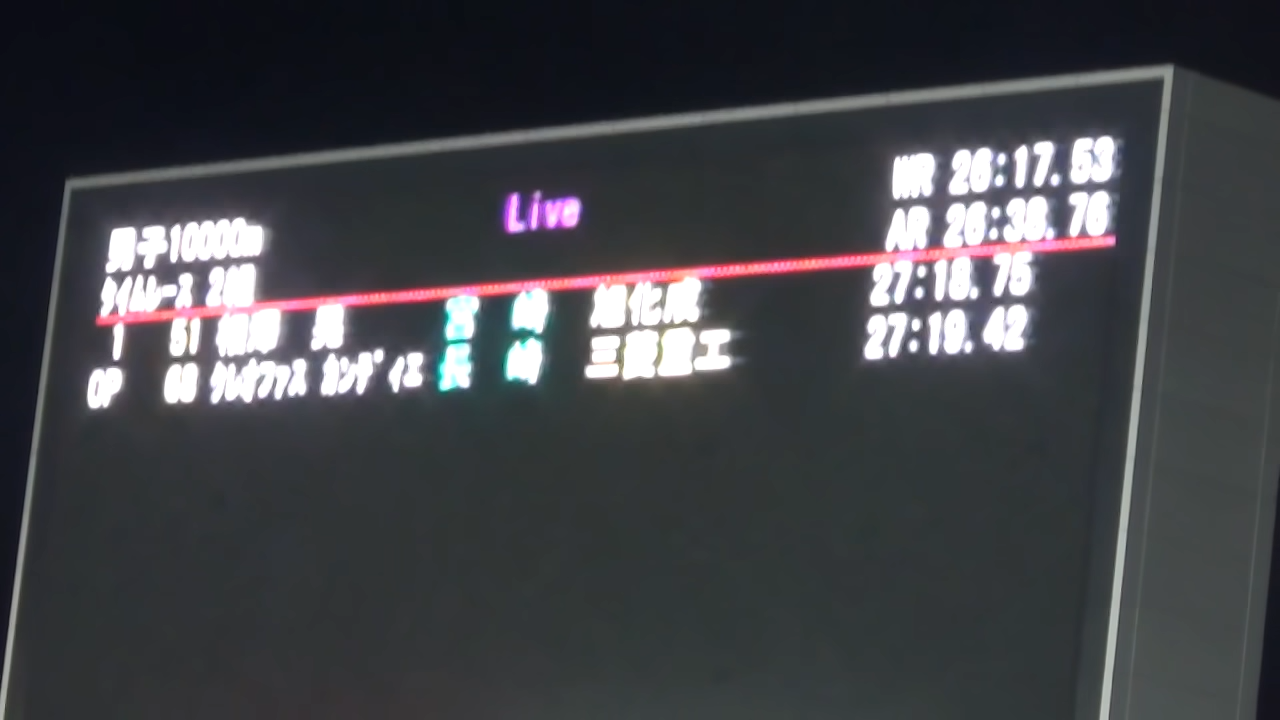 Live
WR 26:17.53
AR 26:38.76
男子10000m
タイムレース 2組
1 51 相澤 晃 宮 崎 旭化成 27:18.75
OP 68 クレオファス カンディエ 長 崎 三菱重工 27:19.42